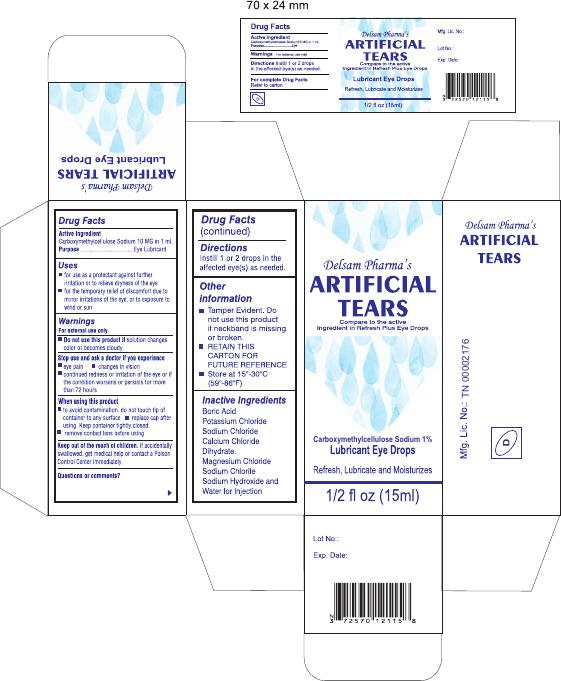 70 x 24 mm
Drug Facts
Active Ingredient
Carboxymethylcellulose Sodium 10 MG in 1 mL
Purpose..................Eye
Warnings For external use only
Directions Instill 1 or 2 drops
in the affected eye(s) as needed.
For complete Drug Facts
Refer to carton
Delsam Pharma's
ARTIFICIAL
TEARS
Compare to the active
Ingredient in Refresh Plus Eye Drops
Lubricant Eye Drops
Refresh, Lubricate and Moisturizes
1/2 fl oz (15ml)
Mfg. Lic. No.:
Lot No.:
Exp. Date:
N
3 72570 12115 8
Delsam Pharma's
ARTIFICIAL TEARS
Lubricant Eye Drops
Drug Facts
Active Ingredient
Carboxymethylcellulose Sodium 10 MG in 1 mL
Purpose ............................Eye Lubricant
Uses
■ for use as a protectant against further
irritation or to relieve dryness of the eye
■ for the temporary relief of discomfort due to
minor irritations of the eye, or to exposure to
wind or sun
Warnings
For external use only
■ Do not use this product if solution changes
color or becomes cloudy
Stop use and ask a doctor if you experience
■ eye pain ■ changes in vision
■ continued redness or irritation of the eye or if
the condition worsens or persists for more
than 72 hours
When using this product
■ to avoid contamination, do not touch tip of
container to any surface ■ replace cap after
using. Keep container tightly closed
■ remove contact lens before using
Keep out of the reach of children. If accidentally
swallowed, get medical help or contact a Poison
Control Center immediately.
Questions or comments?
Drug Facts
(continued)
Directions
Instill 1 or 2 drops in the
affected eye(s) as needed.
Other
information
■ Tamper Evident. Do
not use this product
if neckband is missing
or broken.
■ RETAIN THIS
CARTON FOR
FUTURE REFERENCE
■ Store at 15°-30°C
(59°-86°F)
Inactive Ingredients
Boric Acid
Potassium Chloride
Sodium Chloride
Calcium Chloride
Dihydrate.
Magnesium Chloride
Sodium Chlorite
Sodium Hydroxide and
Water for Injection
Delsam Pharma's
ARTIFICIAL
TEARS
Compare to the active
Ingredient in Refresh Plus Eye Drops
Carboxymethylcellulose Sodium 1%
Lubricant Eye Drops
Refresh, Lubricate and Moisturizes
1/2 fl oz (15ml)
Delsam Pharma's
ARTIFICIAL
TEARS
Mfg. Lic. No.: TN 00002176
D
Lot No.:
Exp. Date:
N
3 72570 12115 8